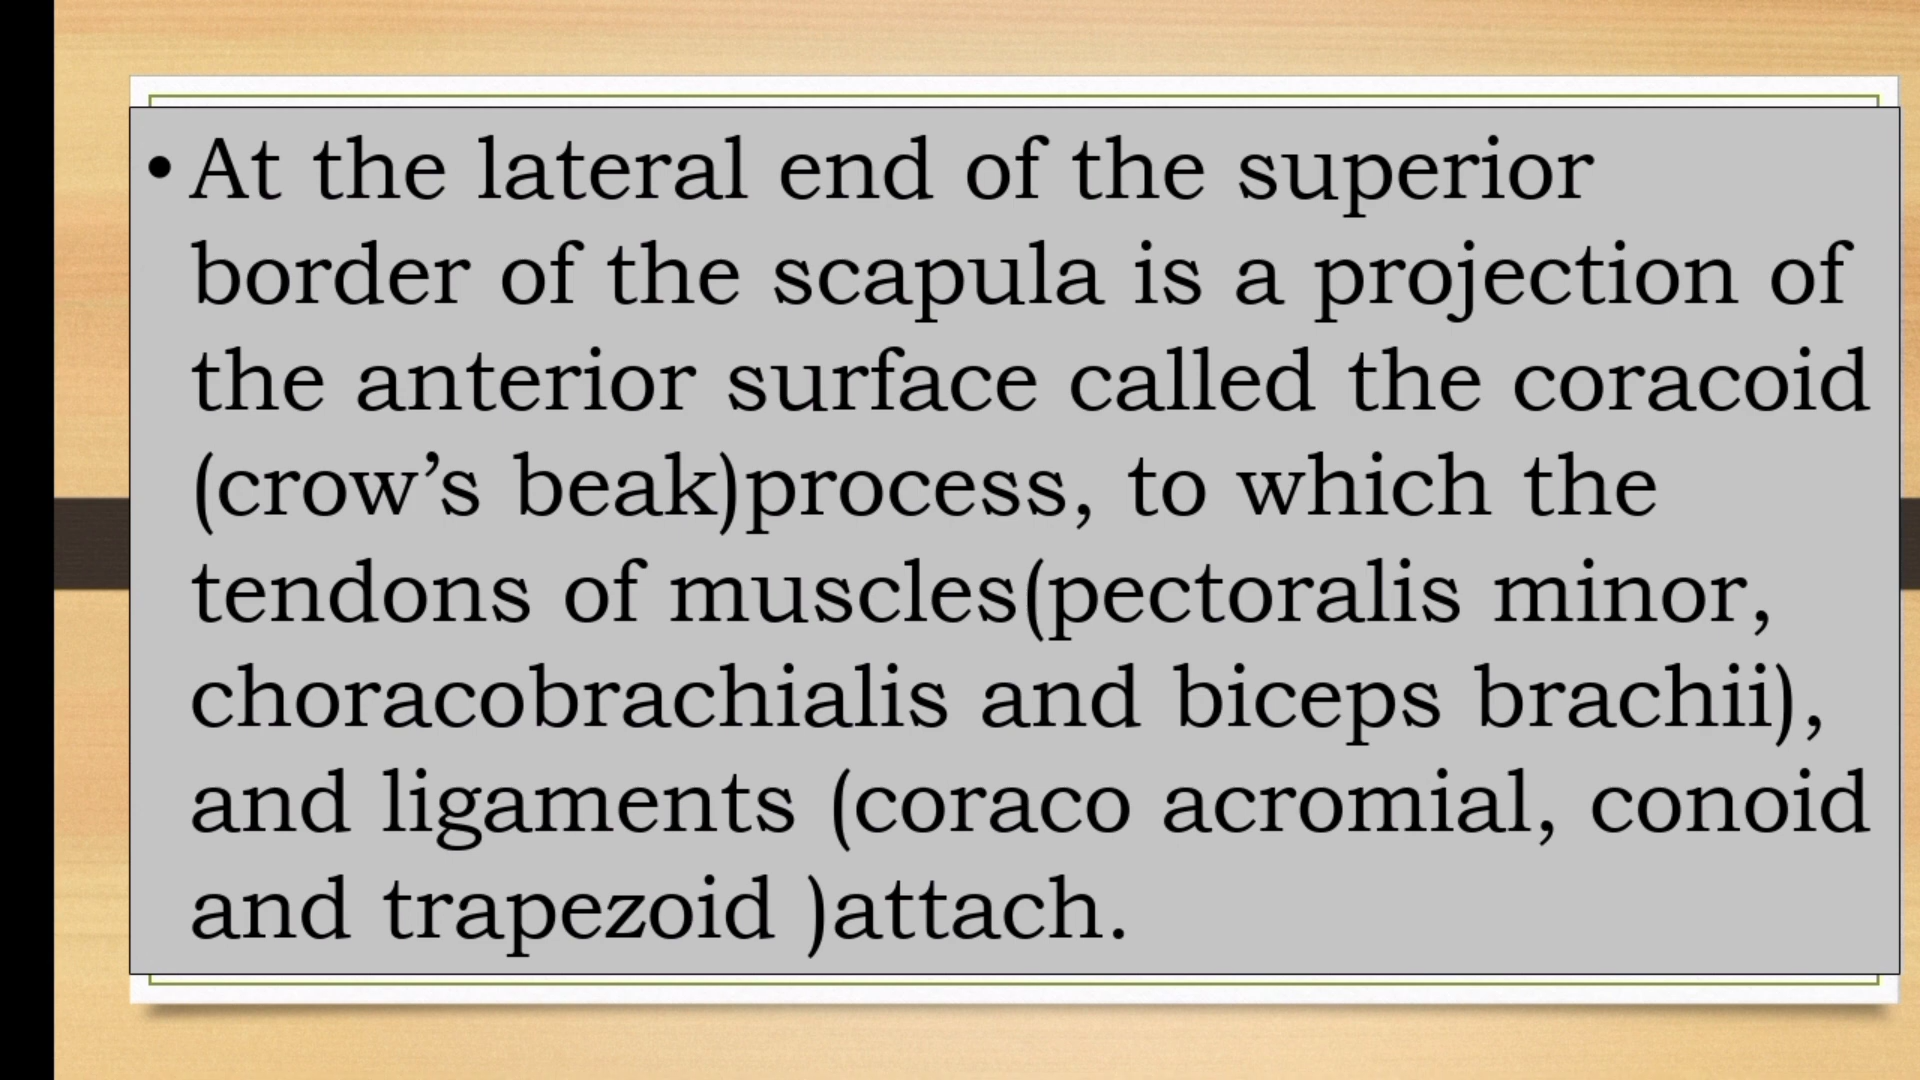 • At the lateral end of the superior
border of the scapula is a projection of
the anterior surface called the coracoid
(crow’s beak)process, to which the
tendons of muscles(pectoralis minor,
choracobrachialis and biceps brachii),
and ligaments (coraco acromial, conoid
and trapezoid )attach.